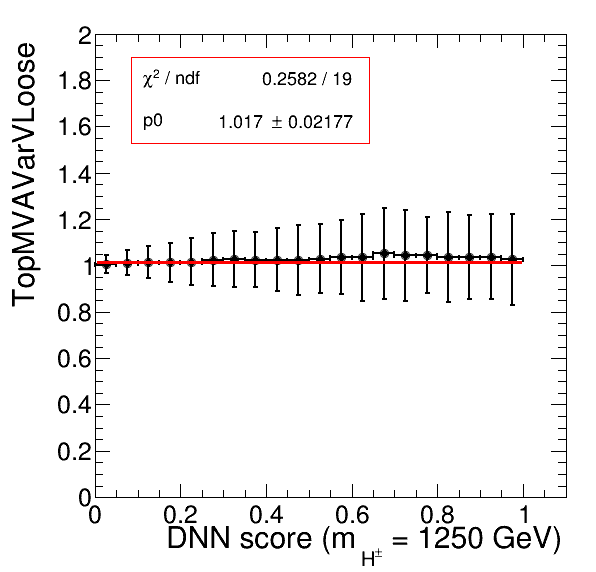 TopMVAVarVLoose
2
1.8
1.6
1.4
1.2
1
0.8
0.6
0.4
0.2
0
χ² / ndf 0.2582 / 19
p0 1.017 ± 0.02177
0 0.2 0.4 0.6 0.8 1
DNN score (m_H± = 1250 GeV)